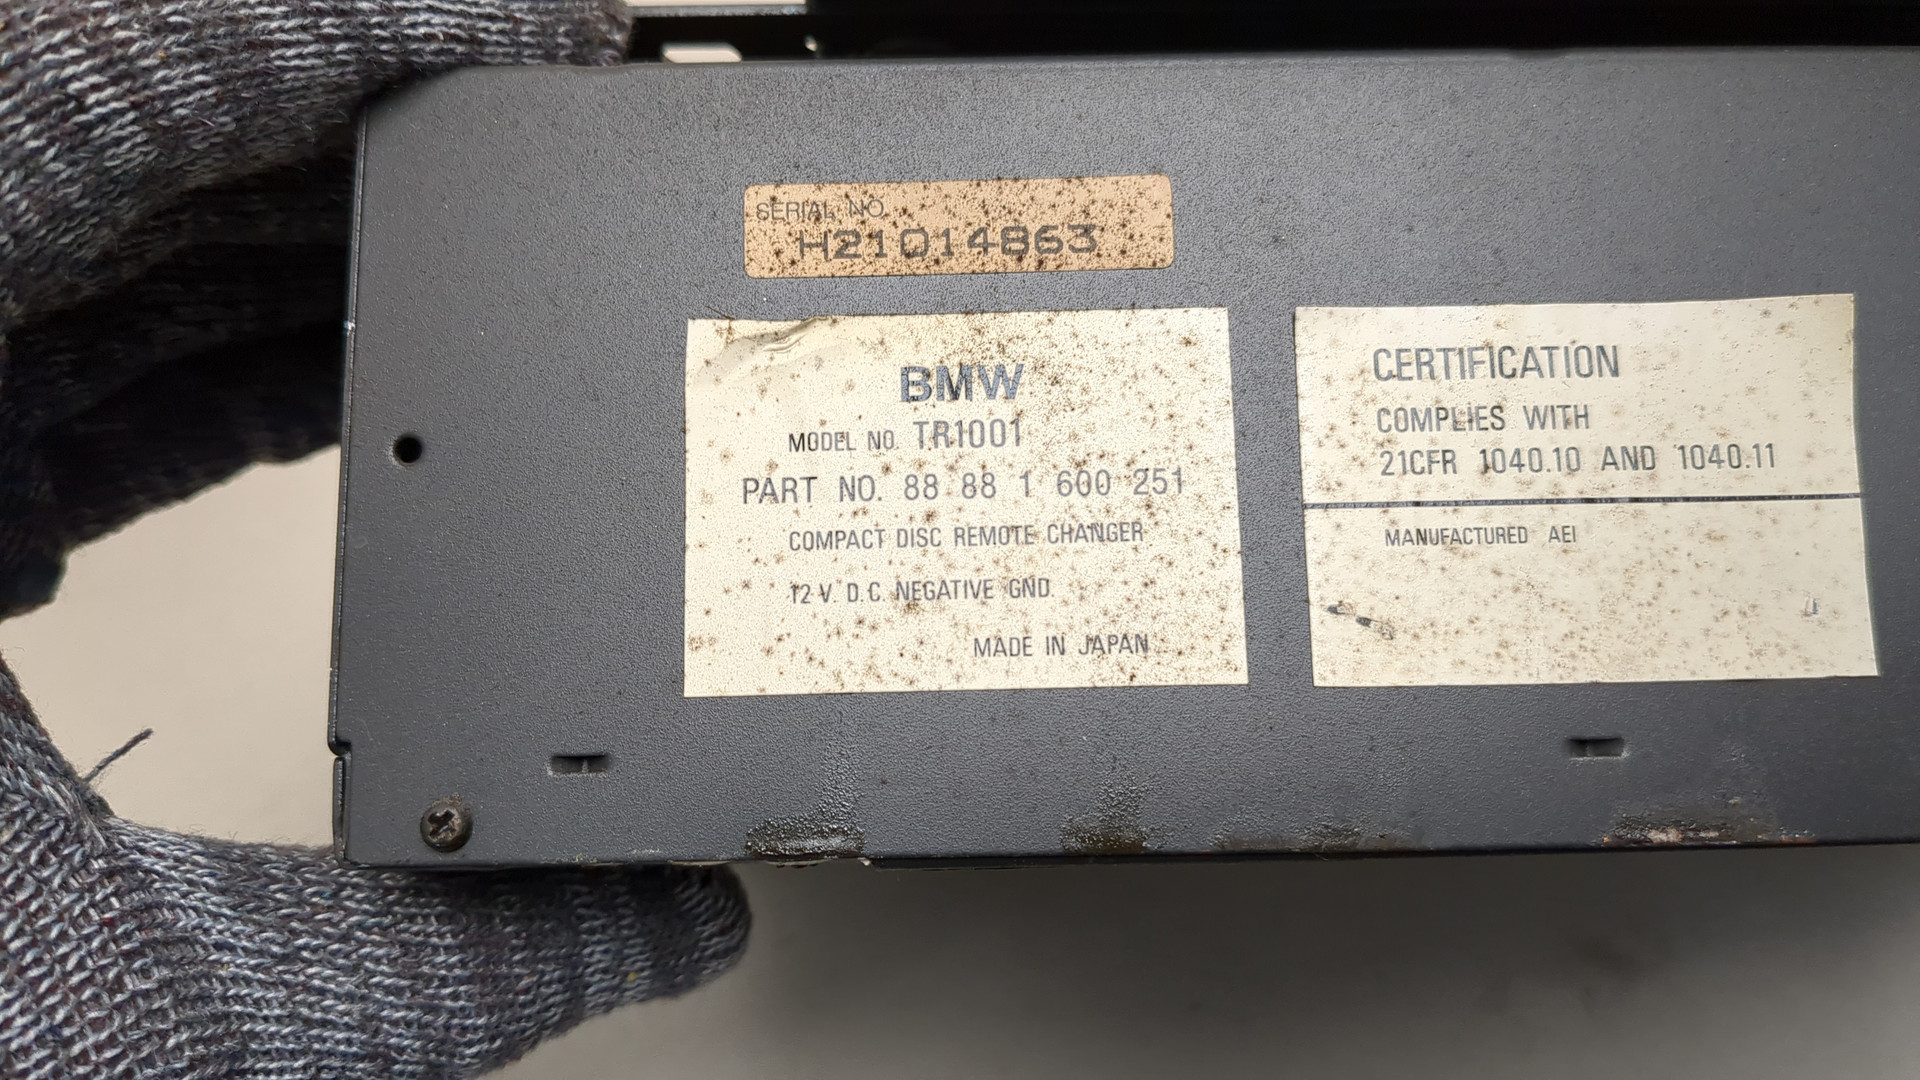 SERIAL NO.
H21014863
BMW
MODEL NO. TR1001
PART NO. 88 88 1 600 251
COMPACT DISC REMOTE CHANGER
12 V. D.C. NEGATIVE GND.
MADE IN JAPAN
CERTIFICATION
COMPLIES WITH
21CFR 1040.10 AND 1040.11
MANUFACTURED AEI